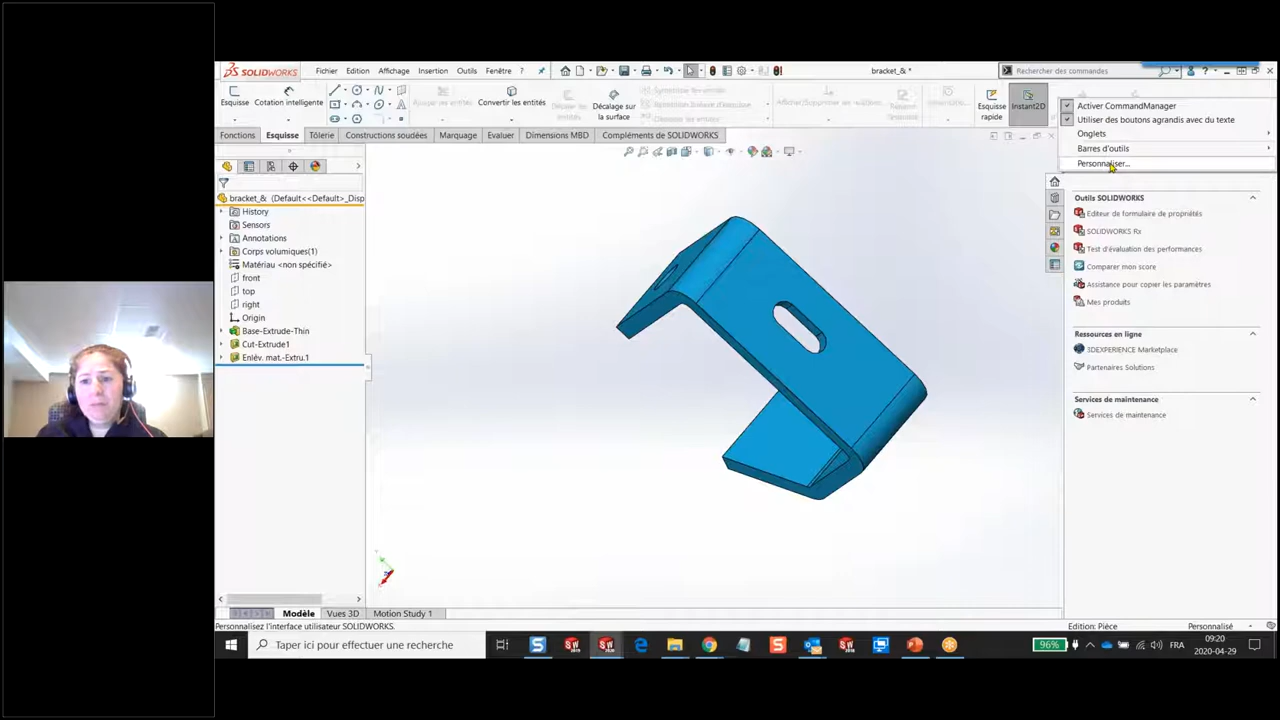 SOLIDWORKS Fichier Edition Affichage Insertion Outils Fenêtre bracket_& * Rechercher des commandes
Esquisse Cotation intelligente Convertir les entités Décalage sur la surface Esquisse rapide Instant2D
Activer CommandManager
Utiliser des boutons agrandis avec du texte
Onglets
Barres d'outils
Personnaliser...
Fonctions Esquisse Tôlerie Constructions soudées Marquage Evaluer Dimensions MBD Compléments de SOLIDWORKS
bracket_& (Default<<Default>_Disp
History
Sensors
Annotations
Corps volumiques(1)
Matériau <non spécifié>
front
top
right
Origin
Base-Extrude-Thin
Cut-Extrude1
Enlèv. mat.-Extru.1
Outils SOLIDWORKS
Editeur de formulaire de propriétés
SOLIDWORKS Rx
Test d'évaluation des performances
Comparer mon score
Assistance pour copier les paramètres
Mes produits
Ressources en ligne
3DEXPERIENCE Marketplace
Partenaires Solutions
Services de maintenance
Services de maintenance
Modèle Vues 3D Motion Study 1
Personnalisez l'interface utilisateur SOLIDWORKS. Edition: Pièce Personnalisé
Taper ici pour effectuer une recherche 96% FRA 09:20
2020-04-29